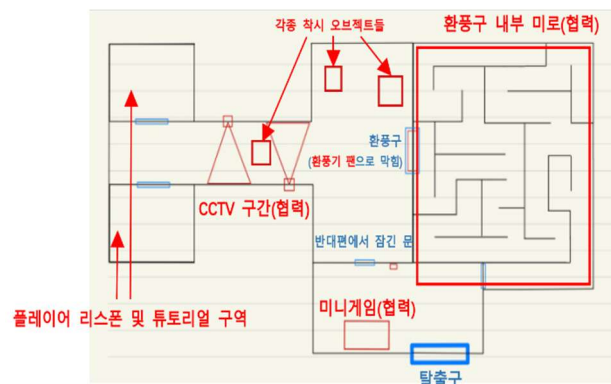 각종 착시 오브젝트들
환풍구 내부 미로(협력)
환풍구
(환풍기 팬으로 막힘)
CCTV 구간(협력)
반대편에서 잠긴 문
플레이어 리스폰 및 튜토리얼 구역
미니게임(협력)
탈출구